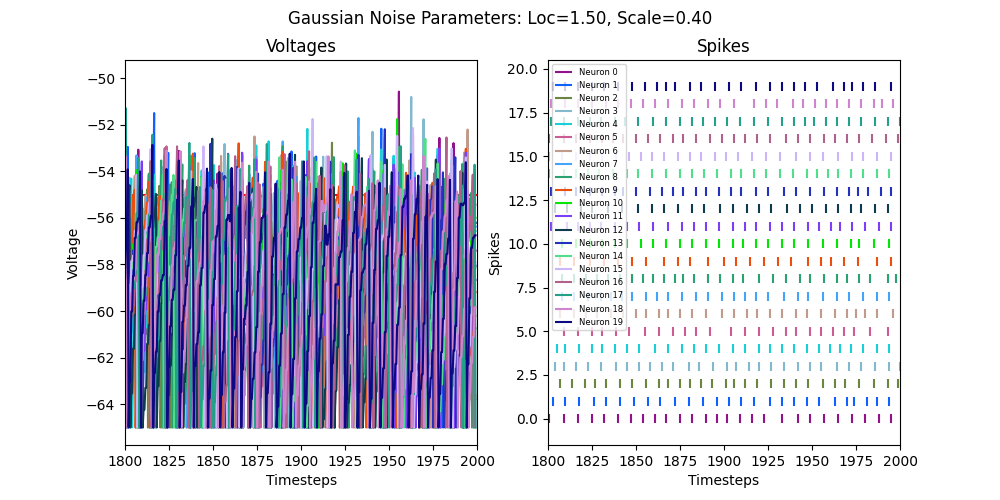 Gaussian Noise Parameters: Loc=1.50, Scale=0.40
Voltages
Voltage
−50
−52
−54
−56
−58
−60
−62
−64
1800 1825 1850 1875 1900 1925 1950 1975 2000
Timesteps
Spikes
Spikes
20.0
17.5
15.0
12.5
10.0
7.5
5.0
2.5
0.0
Neuron 0
Neuron 1
Neuron 2
Neuron 3
Neuron 4
Neuron 5
Neuron 6
Neuron 7
Neuron 8
Neuron 9
Neuron 10
Neuron 11
Neuron 12
Neuron 13
Neuron 14
Neuron 15
Neuron 16
Neuron 17
Neuron 18
Neuron 19
1800 1825 1850 1875 1900 1925 1950 1975 2000
Timesteps